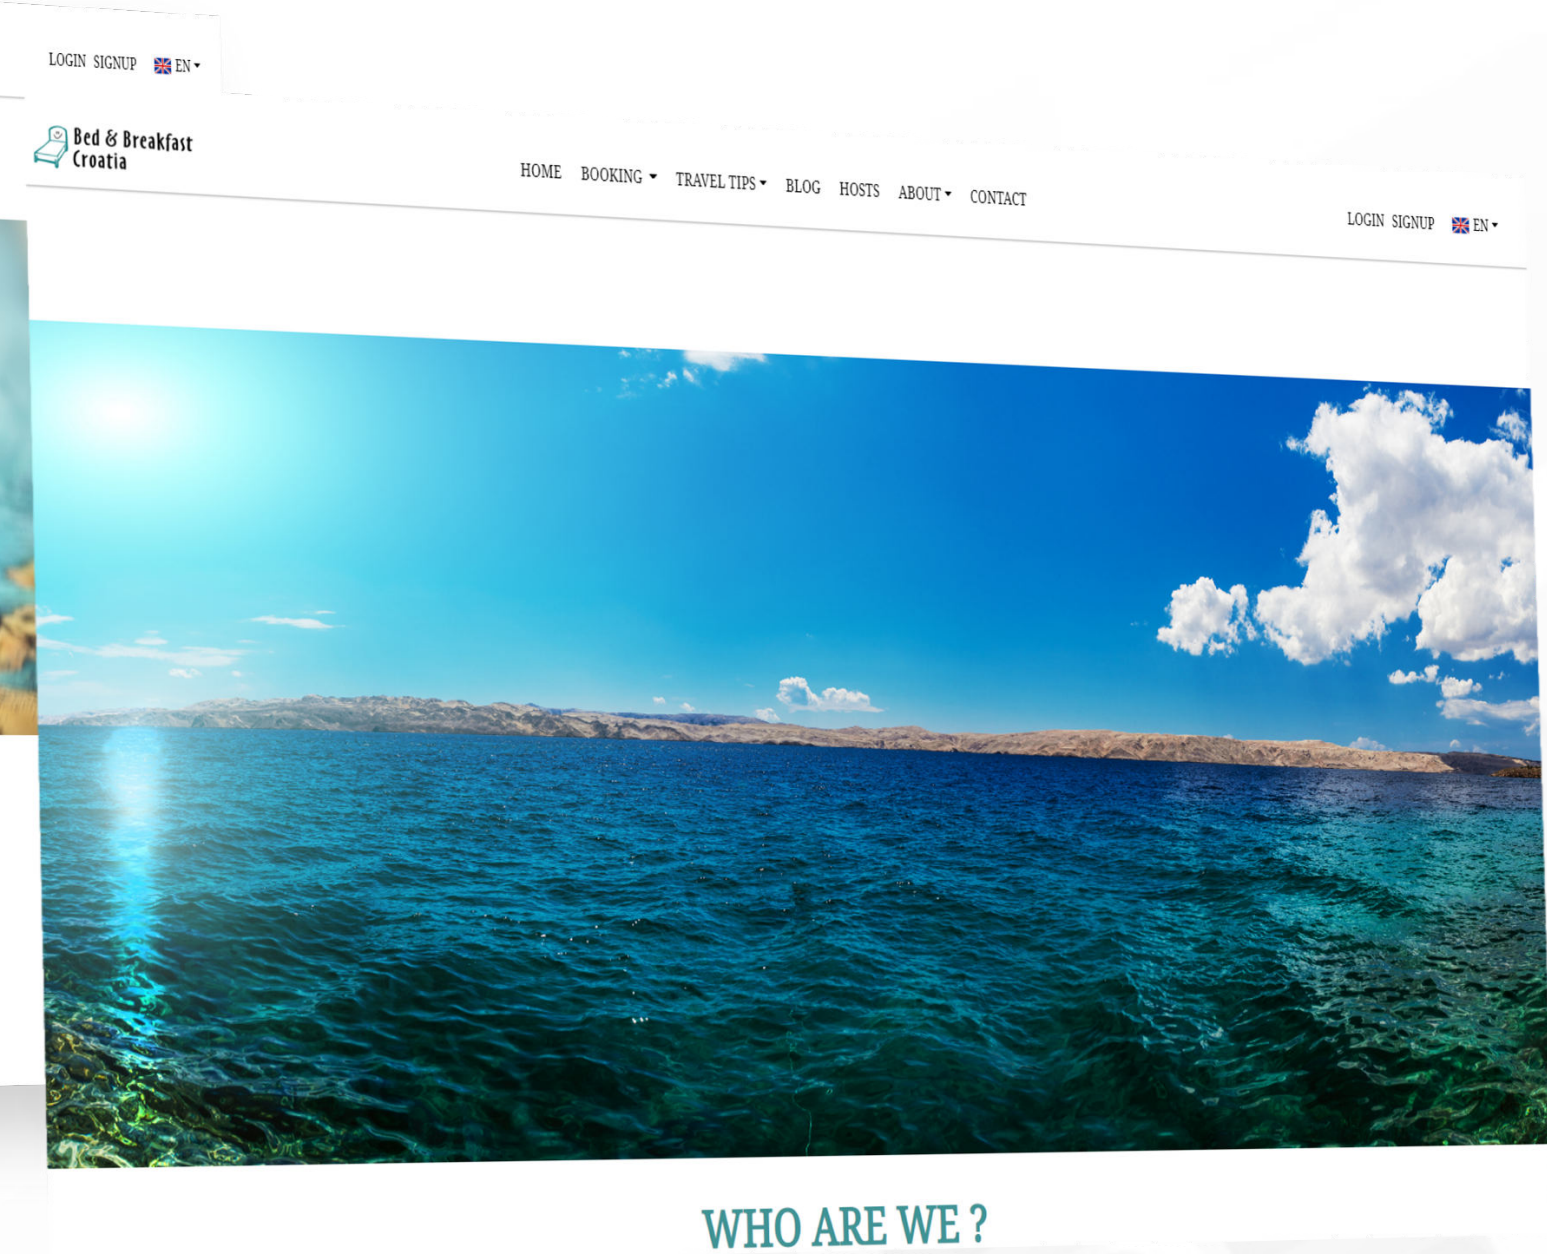 LOGIN SIGNUP EN
Bed & Breakfast
Croatia
HOME BOOKING TRAVEL TIPS BLOG HOSTS ABOUT CONTACT
LOGIN SIGNUP EN
WHO ARE WE ?